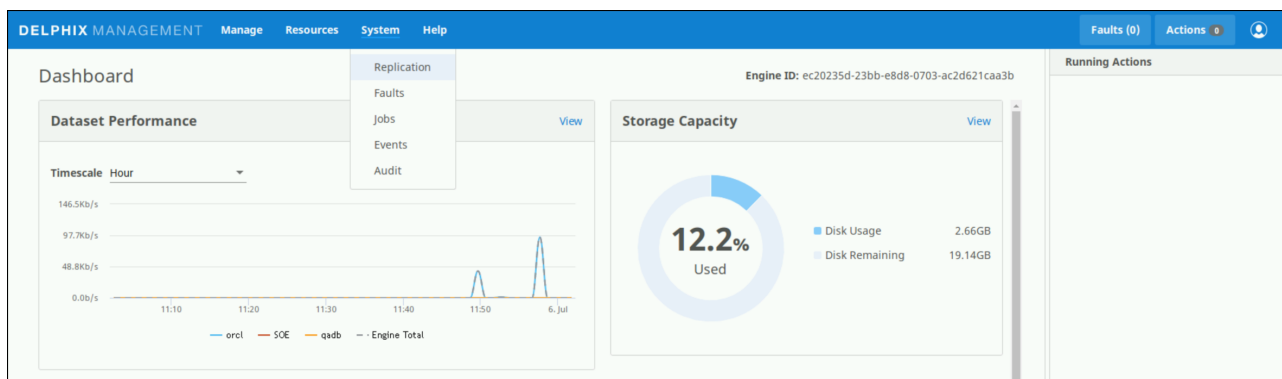 DELPHIX MANAGEMENT Manage Resources System Help Faults (0) Actions 0
Replication
Faults
Jobs
Events
Audit
Dashboard
Engine ID: ec20235d-23bb-e8d8-0703-ac2d621caa3b
Running Actions
Dataset Performance View
Timescale Hour
146.5Kb/s
97.7Kb/s
48.8Kb/s
0.0b/s
11:10 11:20 11:30 11:40 11:50 6. Jul
orcl SOE qadb Engine Total
Storage Capacity View
12.2%
Used
Disk Usage 2.66GB
Disk Remaining 19.14GB